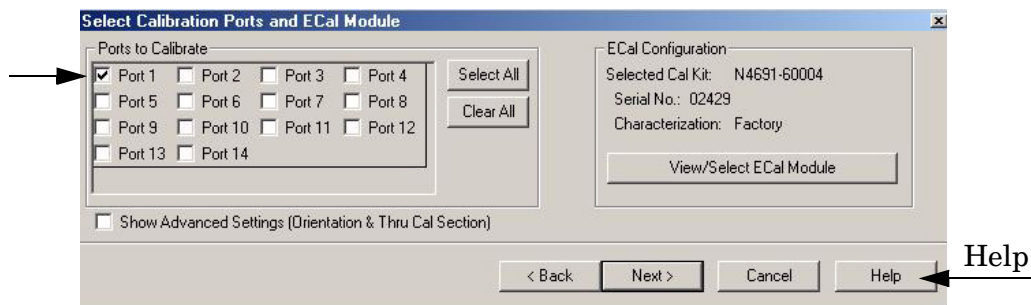 Select Calibration Ports and ECal Module
Ports to Calibrate
Port 1 Port 2 Port 3 Port 4
Port 5 Port 6 Port 7 Port 8
Port 9 Port 10 Port 11 Port 12
Port 13 Port 14
Select All
Clear All
ECal Configuration
Selected Cal Kit: N4691-60004
Serial No.: 02429
Characterization: Factory
View/Select ECal Module
Show Advanced Settings (Orientation & Thru Cal Section)
< Back Next > Cancel Help
Help